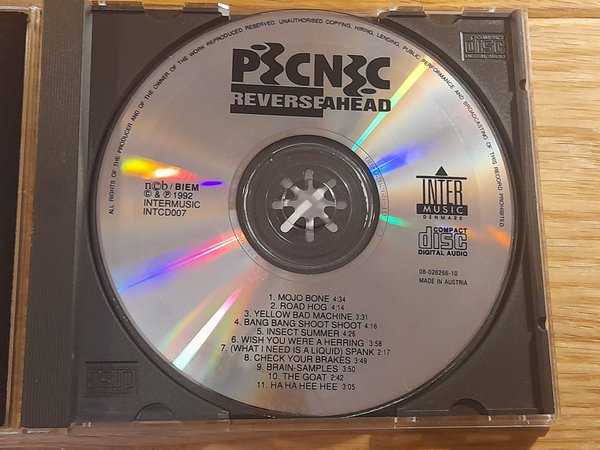 ALL RIGHTS OF THE PRODUCER AND OF THE OWNER OF THE WORK REPRODUCED RESERVED. UNAUTHORISED COPYING, HIRING, LENDING, PUBLIC PERFORMANCE AND BROADCASTING OF THIS RECORD PROHIBITED.
PICNIC
REVERSE AHEAD
COMPACT
disc
DIGITAL AUDIO
ncb / BIEM
© & ℗ 1992
INTERMUSIC
INTCD007
INTER
MUSIC
DENMARK
COMPACT
disc
DIGITAL AUDIO
08-026266-10
MADE IN AUSTRIA
1. MOJO BONE 4:34
2. ROAD HOG 4:34
3. YELLOW BAD MACHINE 3:31
4. BANG BANG SHOOT SHOOT 4:16
5. INSECT SUMMER 4:26
6. WISH YOU WERE A HERRING 3:58
7. (WHAT I NEED IS A LIQUID) SPANK 2:17
8. CHECK YOUR BRAKES 3:49
9. BRAIN-SAMPLES 3:50
10. THE GOAT 2:42
11. HA HA HEE HEE 3:05